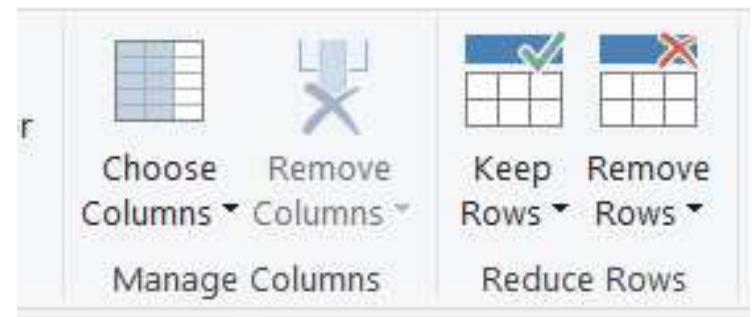 r
Choose
Columns
Remove
Columns
Manage Columns
Keep
Rows
Remove
Rows
Reduce Rows